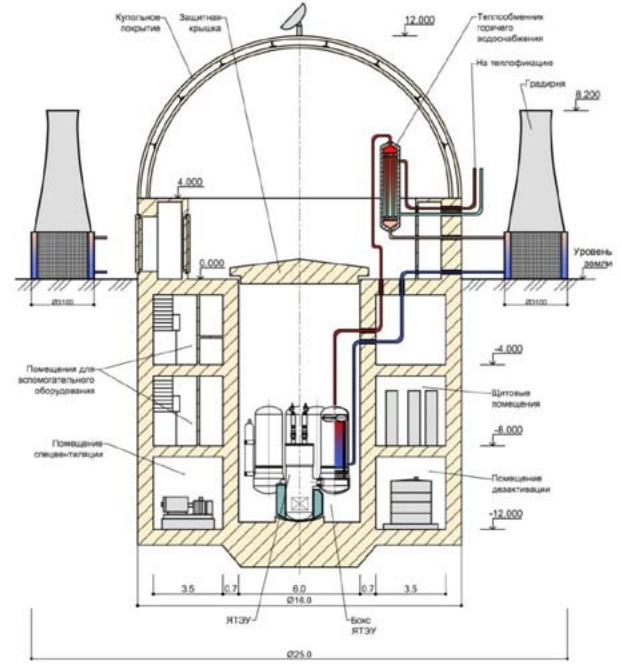 Купольное
покрытие
Защитная
крышка
12.000
Теплообменник
горячего
водоснабжения
На теплофикацию
Градирня
8.200
4.000
0.000
Уровень
земли
Ø3100
Ø3100
-4.000
Помещения для
вспомогательного
оборудования
Щитовые
помещения
-8.000
Помещение
спецвентиляции
Помещение
дезактивации
-12.000
3.5
0.7
6.0
0.7
3.5
Ø16.0
ЯТЭУ
Бокс
ЯТЭУ
Ø25.0